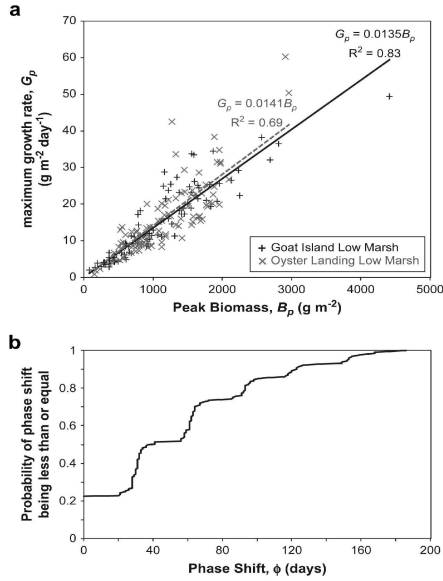 a
70
60
50
40
30
20
10
0
maximum growth rate, Gₚ
(g m⁻² day⁻¹)
Gₚ = 0.0135Bₚ
R² = 0.83
Gₚ = 0.0141Bₚ
R² = 0.69
+ Goat Island Low Marsh
× Oyster Landing Low Marsh
0 1000 2000 3000 4000 5000
Peak Biomass, Bₚ (g m⁻²)
b
1
0.8
0.6
0.4
0.2
0
Probability of phase shift
being less than or equal
0 40 80 120 160 200
Phase Shift, ϕ (days)